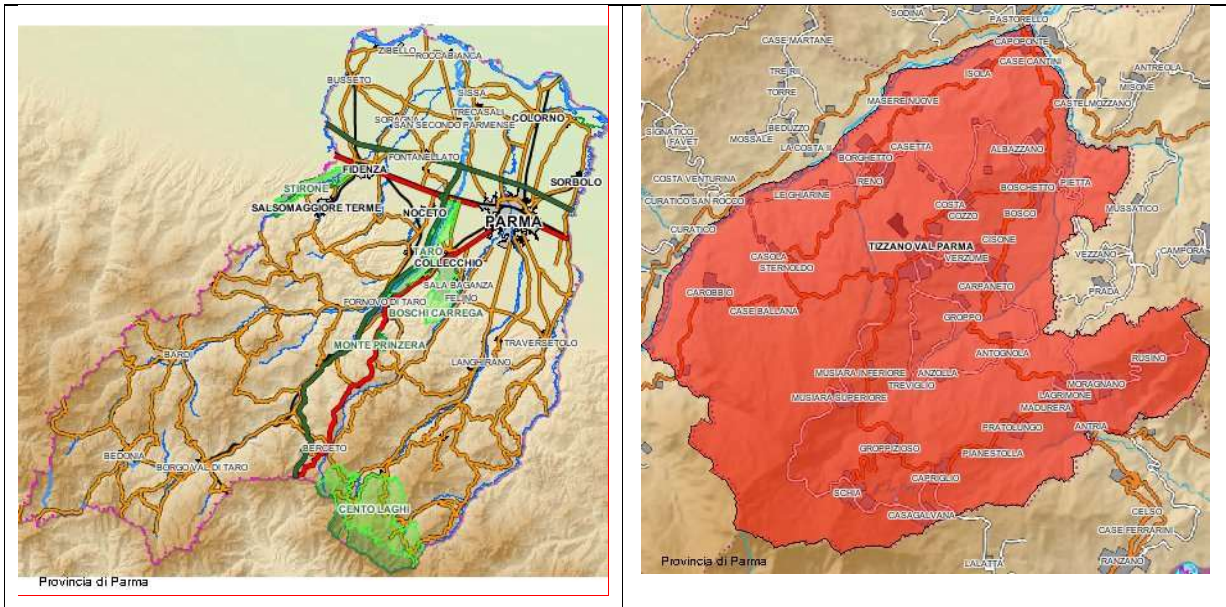 ZIBELLO
ROCCABIANCA
BUSSETO
SISSA
TRECASALI
SORAGNA
COLORNO
SAN SECONDO PARMENSE
FONTANELLATO
FIDENZA
SORBOLO
STIRONE
SALSOMAGGIORE TERME
NOCETO
PARMA
TARO
COLLECCHIO
SALA BAGANZA
FELINO
FORNOVO DI TARO
BOSCHI CARREGA
MONTE PRINZERA
TRAVERSETOLO
LANGHIRANO
BARDI
BERCETO
BEDONIA
BORGO VAL DI TARO
CENTO LAGHI
Provincia di Parma
SODINA
PASTORELLO
CASE MARTANE
CAPOPONTE
CASE CANTINI
TRE RII
ISOLA
ANTREOLA
MISONE
TORRE
MASERE NUOVE
CASTELMOZZANO
SIGNATICO
FAVET
BEDUZZO
MOSSALE
LA COSTA II
CASETTA
ALBAZZANO
BORGHETTO
COSTA VENTURINA
RENO
LE GHIARINE
BOSCHETTO
PIETTA
CURATICO SAN ROCCO
COSTA
COZZO
BOSCO
MUSSATICO
CURATICO
CISONE
TIZZANO VAL PARMA
CASOLA
STERNOLDO
VERZUME
VEZZANO
CAMPORA
CAROBBIO
CARPANETO
PRADA
CASE BALLANA
GROPPO
ANTOGNOLA
RUSINO
MUSIARA INFERIORE
ANZOLLA
TREVIGLIO
MORAGNANO
MUSIARA SUPERIORE
LAGRIMONE
MADURERA
PRATOLUNGO
ANTRIA
GROPPIZIOSO
PIANESTOLLA
CAPRIGLIO
SCHIA
CASAGALVANA
CELSO
CASE FERRARINI
LALATTA
RANZANO
Provincia di Parma